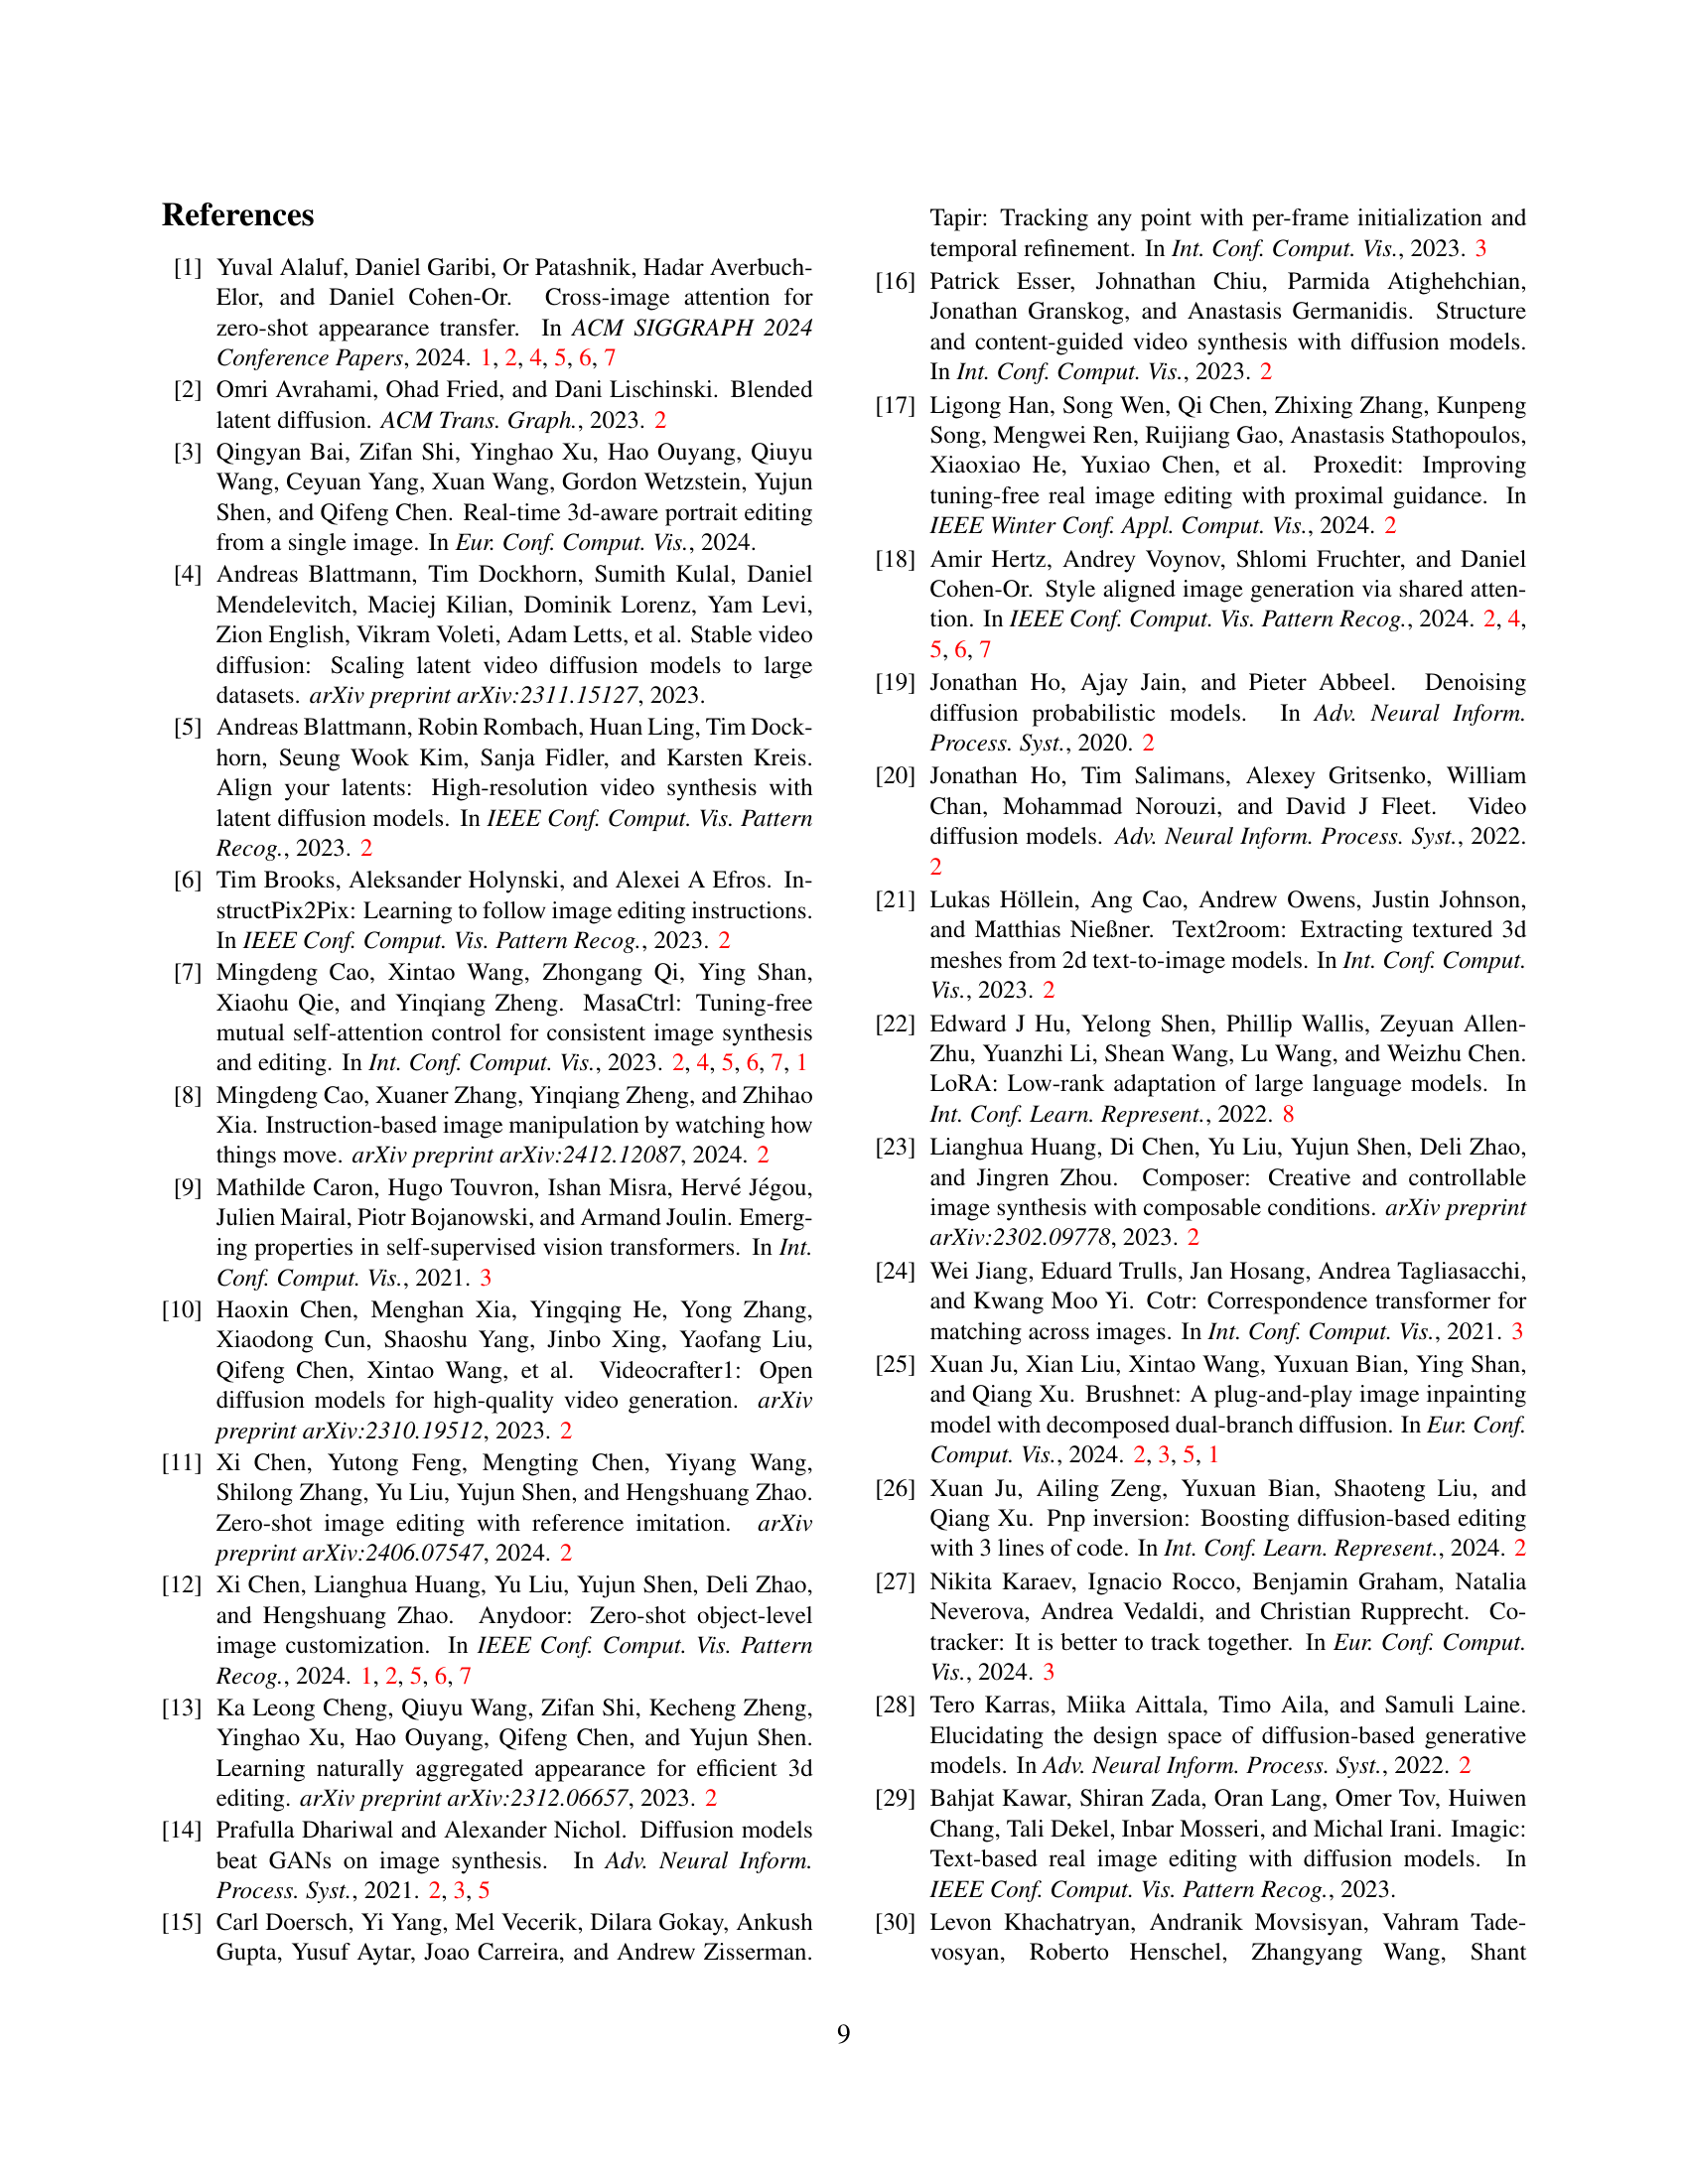 References
[1] Yuval Alaluf, Daniel Garibi, Or Patashnik, Hadar Averbuch-
Elor, and Daniel Cohen-Or. Cross-image attention for
zero-shot appearance transfer. In ACM SIGGRAPH 2024
Conference Papers, 2024. 1, 2, 4, 5, 6, 7
[2] Omri Avrahami, Ohad Fried, and Dani Lischinski. Blended
latent diffusion. ACM Trans. Graph., 2023. 2
[3] Qingyan Bai, Zifan Shi, Yinghao Xu, Hao Ouyang, Qiuyu
Wang, Ceyuan Yang, Xuan Wang, Gordon Wetzstein, Yujun
Shen, and Qifeng Chen. Real-time 3d-aware portrait editing
from a single image. In Eur. Conf. Comput. Vis., 2024.
[4] Andreas Blattmann, Tim Dockhorn, Sumith Kulal, Daniel
Mendelevitch, Maciej Kilian, Dominik Lorenz, Yam Levi,
Zion English, Vikram Voleti, Adam Letts, et al. Stable video
diffusion: Scaling latent video diffusion models to large
datasets. arXiv preprint arXiv:2311.15127, 2023.
[5] Andreas Blattmann, Robin Rombach, Huan Ling, Tim Dock-
horn, Seung Wook Kim, Sanja Fidler, and Karsten Kreis.
Align your latents: High-resolution video synthesis with
latent diffusion models. In IEEE Conf. Comput. Vis. Pattern
Recog., 2023. 2
[6] Tim Brooks, Aleksander Holynski, and Alexei A Efros. In-
structPix2Pix: Learning to follow image editing instructions.
In IEEE Conf. Comput. Vis. Pattern Recog., 2023. 2
[7] Mingdeng Cao, Xintao Wang, Zhongang Qi, Ying Shan,
Xiaohu Qie, and Yinqiang Zheng. MasaCtrl: Tuning-free
mutual self-attention control for consistent image synthesis
and editing. In Int. Conf. Comput. Vis., 2023. 2, 4, 5, 6, 7, 1
[8] Mingdeng Cao, Xuaner Zhang, Yinqiang Zheng, and Zhihao
Xia. Instruction-based image manipulation by watching how
things move. arXiv preprint arXiv:2412.12087, 2024. 2
[9] Mathilde Caron, Hugo Touvron, Ishan Misra, Hervé Jégou,
Julien Mairal, Piotr Bojanowski, and Armand Joulin. Emerg-
ing properties in self-supervised vision transformers. In Int.
Conf. Comput. Vis., 2021. 3
[10] Haoxin Chen, Menghan Xia, Yingqing He, Yong Zhang,
Xiaodong Cun, Shaoshu Yang, Jinbo Xing, Yaofang Liu,
Qifeng Chen, Xintao Wang, et al. Videocrafter1: Open
diffusion models for high-quality video generation. arXiv
preprint arXiv:2310.19512, 2023. 2
[11] Xi Chen, Yutong Feng, Mengting Chen, Yiyang Wang,
Shilong Zhang, Yu Liu, Yujun Shen, and Hengshuang Zhao.
Zero-shot image editing with reference imitation. arXiv
preprint arXiv:2406.07547, 2024. 2
[12] Xi Chen, Lianghua Huang, Yu Liu, Yujun Shen, Deli Zhao,
and Hengshuang Zhao. Anydoor: Zero-shot object-level
image customization. In IEEE Conf. Comput. Vis. Pattern
Recog., 2024. 1, 2, 5, 6, 7
[13] Ka Leong Cheng, Qiuyu Wang, Zifan Shi, Kecheng Zheng,
Yinghao Xu, Hao Ouyang, Qifeng Chen, and Yujun Shen.
Learning naturally aggregated appearance for efficient 3d
editing. arXiv preprint arXiv:2312.06657, 2023. 2
[14] Prafulla Dhariwal and Alexander Nichol. Diffusion models
beat GANs on image synthesis. In Adv. Neural Inform.
Process. Syst., 2021. 2, 3, 5
[15] Carl Doersch, Yi Yang, Mel Vecerik, Dilara Gokay, Ankush
Gupta, Yusuf Aytar, Joao Carreira, and Andrew Zisserman.
Tapir: Tracking any point with per-frame initialization and
temporal refinement. In Int. Conf. Comput. Vis., 2023. 3
[16] Patrick Esser, Johnathan Chiu, Parmida Atighehchian,
Jonathan Granskog, and Anastasis Germanidis. Structure
and content-guided video synthesis with diffusion models.
In Int. Conf. Comput. Vis., 2023. 2
[17] Ligong Han, Song Wen, Qi Chen, Zhixing Zhang, Kunpeng
Song, Mengwei Ren, Ruijiang Gao, Anastasis Stathopoulos,
Xiaoxiao He, Yuxiao Chen, et al. Proxedit: Improving
tuning-free real image editing with proximal guidance. In
IEEE Winter Conf. Appl. Comput. Vis., 2024. 2
[18] Amir Hertz, Andrey Voynov, Shlomi Fruchter, and Daniel
Cohen-Or. Style aligned image generation via shared atten-
tion. In IEEE Conf. Comput. Vis. Pattern Recog., 2024. 2, 4,
5, 6, 7
[19] Jonathan Ho, Ajay Jain, and Pieter Abbeel. Denoising
diffusion probabilistic models. In Adv. Neural Inform.
Process. Syst., 2020. 2
[20] Jonathan Ho, Tim Salimans, Alexey Gritsenko, William
Chan, Mohammad Norouzi, and David J Fleet. Video
diffusion models. Adv. Neural Inform. Process. Syst., 2022.
2
[21] Lukas Höllein, Ang Cao, Andrew Owens, Justin Johnson,
and Matthias Nießner. Text2room: Extracting textured 3d
meshes from 2d text-to-image models. In Int. Conf. Comput.
Vis., 2023. 2
[22] Edward J Hu, Yelong Shen, Phillip Wallis, Zeyuan Allen-
Zhu, Yuanzhi Li, Shean Wang, Lu Wang, and Weizhu Chen.
LoRA: Low-rank adaptation of large language models. In
Int. Conf. Learn. Represent., 2022. 8
[23] Lianghua Huang, Di Chen, Yu Liu, Yujun Shen, Deli Zhao,
and Jingren Zhou. Composer: Creative and controllable
image synthesis with composable conditions. arXiv preprint
arXiv:2302.09778, 2023. 2
[24] Wei Jiang, Eduard Trulls, Jan Hosang, Andrea Tagliasacchi,
and Kwang Moo Yi. Cotr: Correspondence transformer for
matching across images. In Int. Conf. Comput. Vis., 2021. 3
[25] Xuan Ju, Xian Liu, Xintao Wang, Yuxuan Bian, Ying Shan,
and Qiang Xu. Brushnet: A plug-and-play image inpainting
model with decomposed dual-branch diffusion. In Eur. Conf.
Comput. Vis., 2024. 2, 3, 5, 1
[26] Xuan Ju, Ailing Zeng, Yuxuan Bian, Shaoteng Liu, and
Qiang Xu. Pnp inversion: Boosting diffusion-based editing
with 3 lines of code. In Int. Conf. Learn. Represent., 2024. 2
[27] Nikita Karaev, Ignacio Rocco, Benjamin Graham, Natalia
Neverova, Andrea Vedaldi, and Christian Rupprecht. Co-
tracker: It is better to track together. In Eur. Conf. Comput.
Vis., 2024. 3
[28] Tero Karras, Miika Aittala, Timo Aila, and Samuli Laine.
Elucidating the design space of diffusion-based generative
models. In Adv. Neural Inform. Process. Syst., 2022. 2
[29] Bahjat Kawar, Shiran Zada, Oran Lang, Omer Tov, Huiwen
Chang, Tali Dekel, Inbar Mosseri, and Michal Irani. Imagic:
Text-based real image editing with diffusion models. In
IEEE Conf. Comput. Vis. Pattern Recog., 2023.
[30] Levon Khachatryan, Andranik Movsisyan, Vahram Tade-
vosyan, Roberto Henschel, Zhangyang Wang, Shant
9